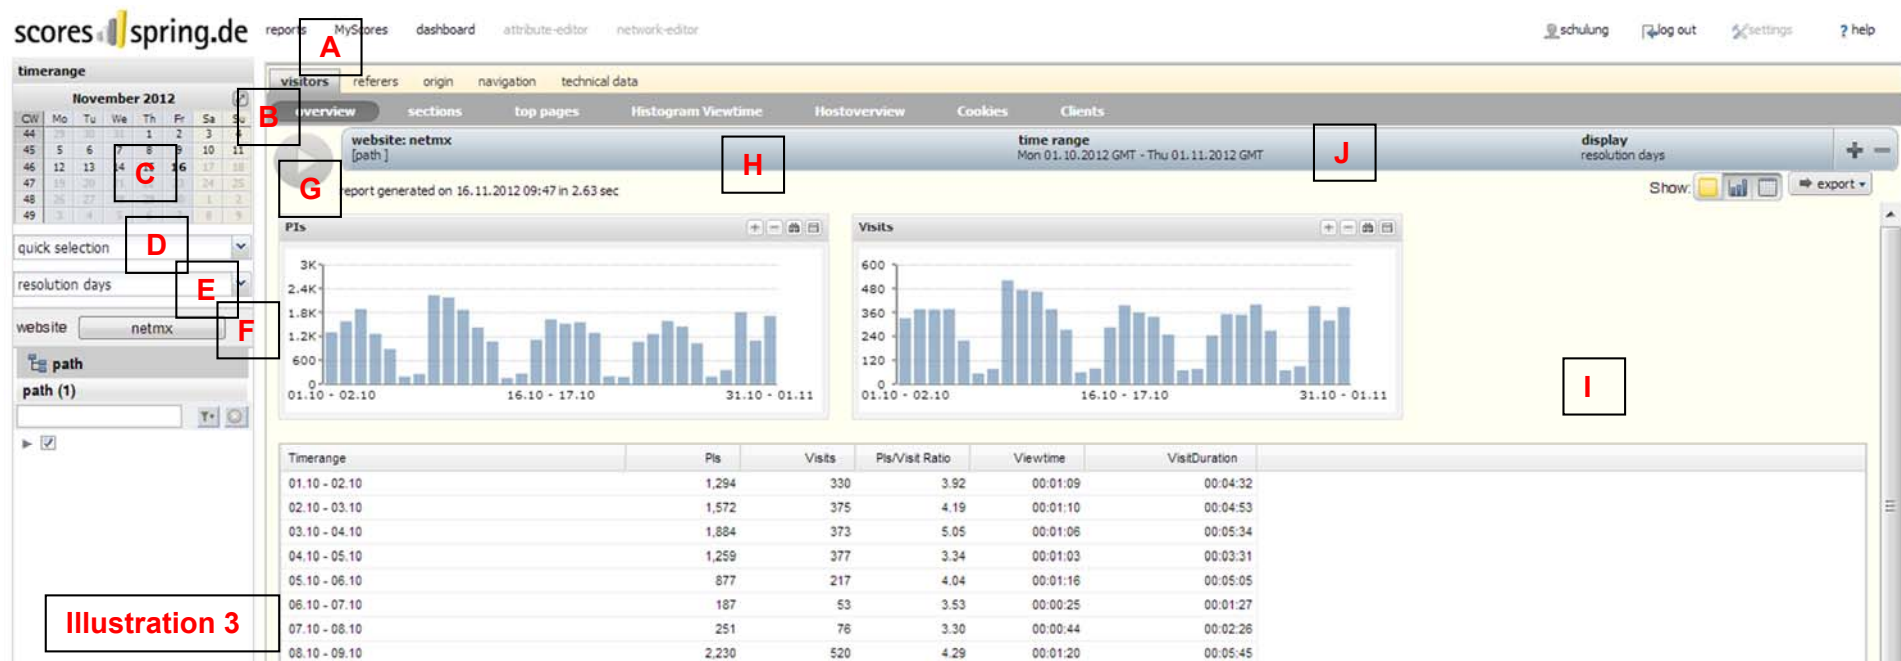 scores spring.de reports MyScores dashboard attribute-editor network-editor schulung log out settings ? help
A
timerange
visitors referers origin navigation technical data
November 2012
B
overview sections top pages Histogram Viewtime Hostoverview Cookies Clients
CW Mo Tu We Th Fr Sa Su
44 29 30 31 1 2 3 4
45 5 6 7 8 9 10 11
46 12 13 14 15 16 17 18
47 19 20 23 24 25
48 26 27 1 2
49 3 4 5 6 7 8 9
C
website: netmx
[path ]
H
time range
Mon 01.10.2012 GMT - Thu 01.11.2012 GMT
J
display
resolution days
G
report generated on 16.11.2012 09:47 in 2.63 sec
Show:
export
quick selection
D
resolution days
E
website netmx
F
path
path (1)
PIs
3K
2.4K
1.8K
1.2K
600
0
01.10 - 02.10 16.10 - 17.10 31.10 - 01.11
Visits
600
480
360
240
120
0
01.10 - 02.10 16.10 - 17.10 31.10 - 01.11
I
Timerange PIs Visits PIs/Visit Ratio Viewtime VisitDuration
01.10 - 02.10 1,294 330 3.92 00:01:09 00:04:32
02.10 - 03.10 1,572 375 4.19 00:01:10 00:04:53
03.10 - 04.10 1,884 373 5.05 00:01:06 00:05:34
04.10 - 05.10 1,259 377 3.34 00:01:03 00:03:31
05.10 - 06.10 877 217 4.04 00:01:16 00:05:05
06.10 - 07.10 187 53 3.53 00:00:25 00:01:27
07.10 - 08.10 251 76 3.30 00:00:44 00:02:26
08.10 - 09.10 2,230 520 4.29 00:01:20 00:05:45
Illustration 3